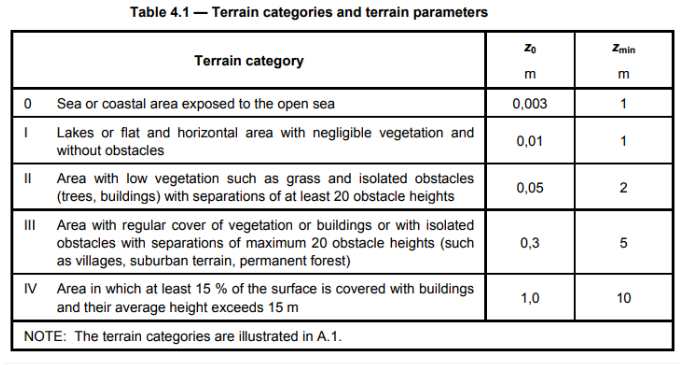 Table 4.1 — Terrain categories and terrain parameters
Terrain category
z0
m
zmin
m
0 Sea or coastal area exposed to the open sea 0,003 1
I Lakes or flat and horizontal area with negligible vegetation and
without obstacles
0,01 1
II Area with low vegetation such as grass and isolated obstacles
(trees, buildings) with separations of at least 20 obstacle heights
0,05 2
III Area with regular cover of vegetation or buildings or with isolated
obstacles with separations of maximum 20 obstacle heights (such
as villages, suburban terrain, permanent forest)
0,3 5
IV Area in which at least 15 % of the surface is covered with buildings
and their average height exceeds 15 m
1,0 10
NOTE: The terrain categories are illustrated in A.1.